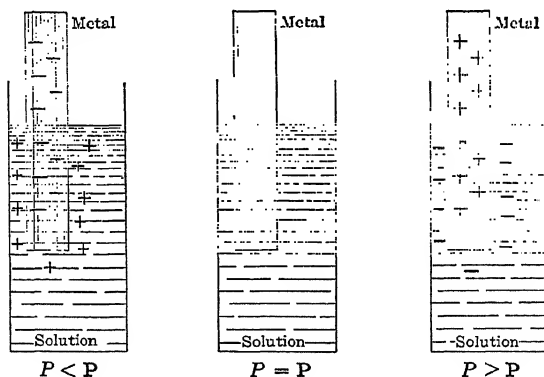 Metal
Metal
Metal
Solution
Solution
Solution
P < P
P = P
P > P